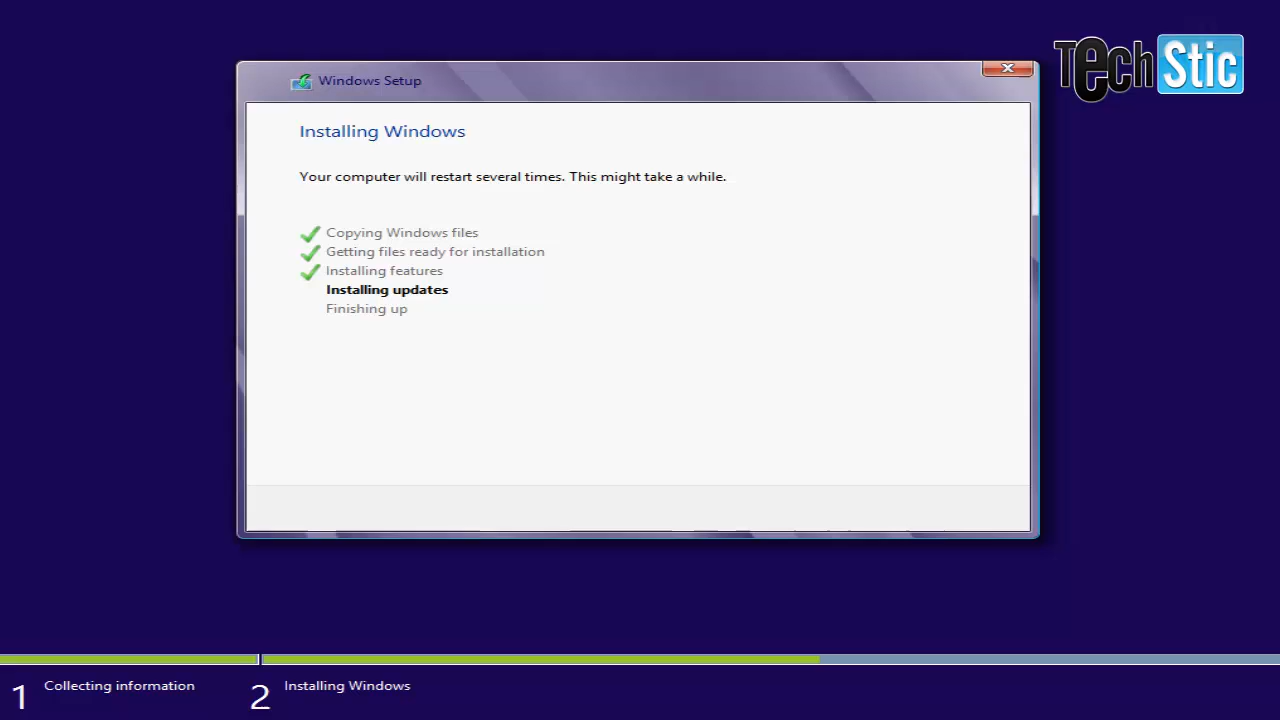 TechStic
Windows Setup
Installing Windows
Your computer will restart several times. This might take a while.
Copying Windows files
Getting files ready for installation
Installing features
Installing updates
Finishing up
1 Collecting information
2 Installing Windows